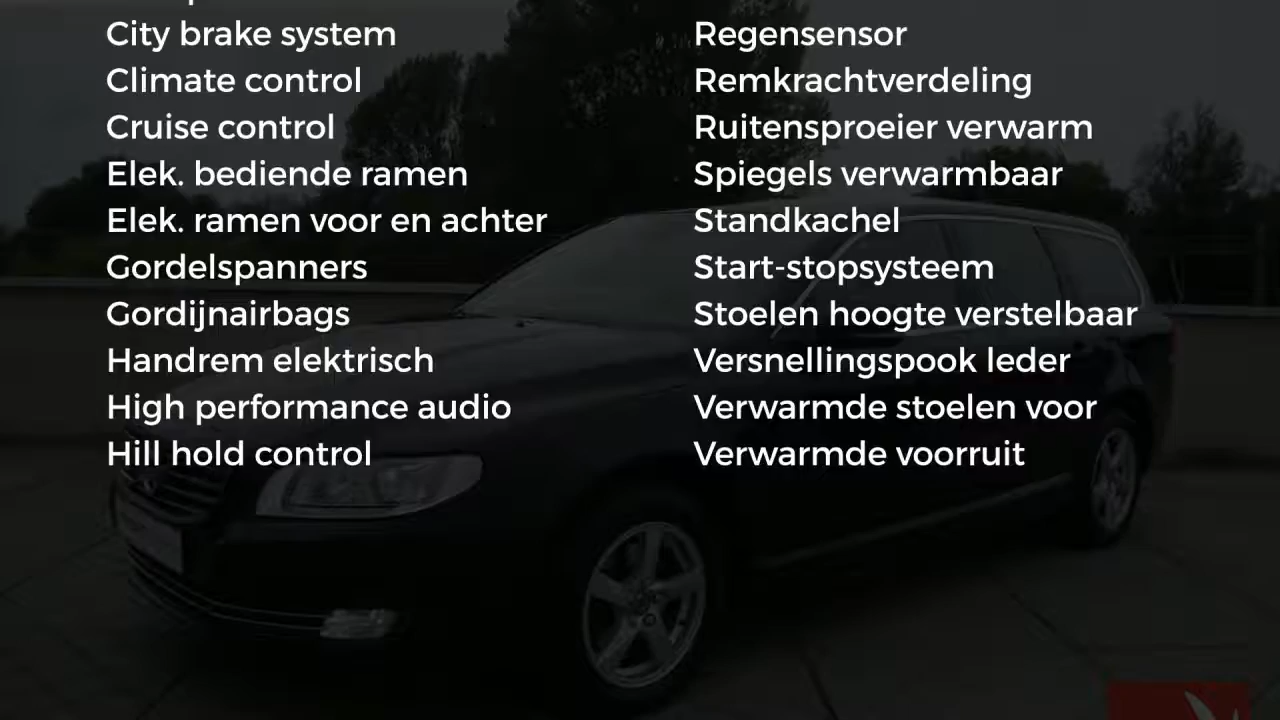 City brake system
Climate control
Cruise control
Elek. bediende ramen
Elek. ramen voor en achter
Gordelspanners
Gordijnairbags
Handrem elektrisch
High performance audio
Hill hold control
Regensensor
Remkrachtverdeling
Ruitensproeier verwarm
Spiegels verwarmbaar
Standkachel
Start-stopsysteem
Stoelen hoogte verstelbaar
Versnellingspook leder
Verwarmde stoelen voor
Verwarmde voorruit